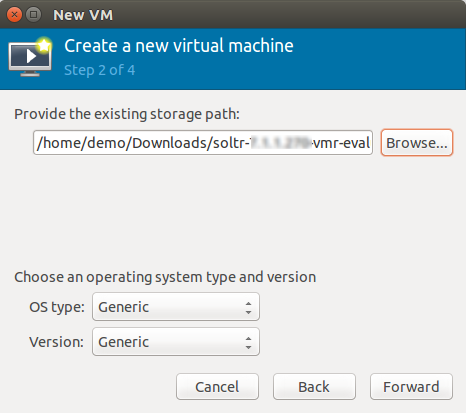 New VM
Create a new virtual machine
Step 2 of 4
Provide the existing storage path:
/home/demo/Downloads/soltr- -vmr-eval Browse...
Choose an operating system type and version
OS type: Generic
Version: Generic
Cancel Back Forward